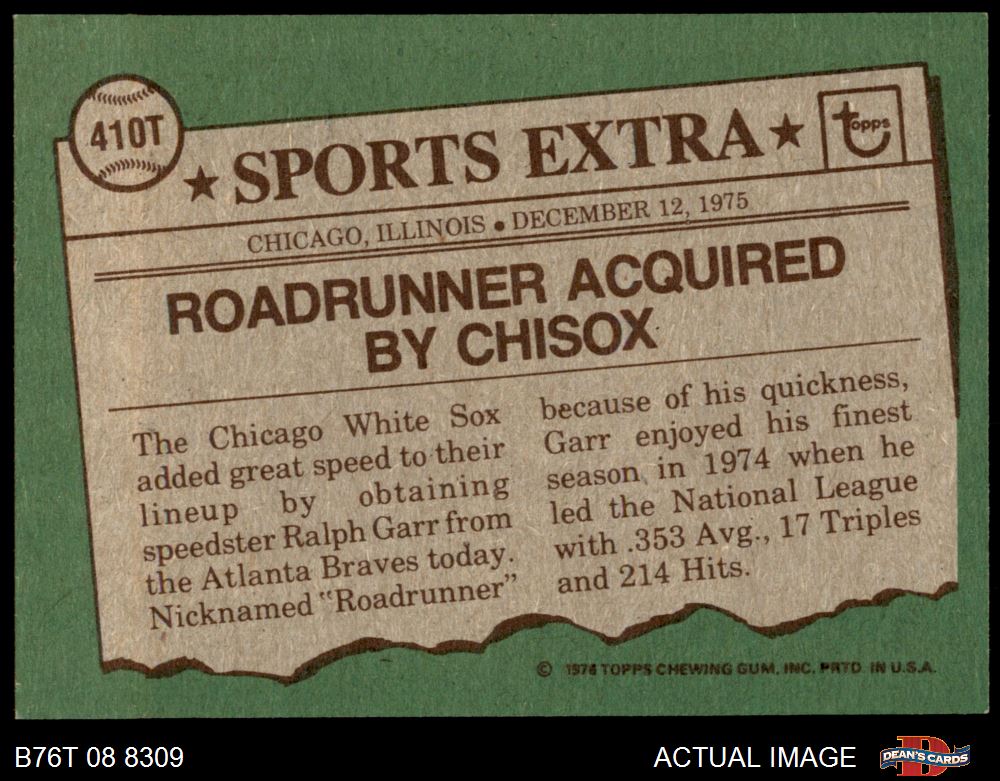 410T
★ SPORTS EXTRA ★
topps
CHICAGO, ILLINOIS • DECEMBER 12, 1975
ROADRUNNER ACQUIRED
BY CHISOX
The Chicago White Sox
added great speed to their
lineup by obtaining
speedster Ralph Garr from
the Atlanta Braves today.
Nicknamed "Roadrunner"
because of his quickness,
Garr enjoyed his finest
season in 1974 when he
led the National League
with .353 Avg., 17 Triples
and 214 Hits.
© 1976 TOPPS CHEWING GUM, INC. PRTD. IN U.S.A.
B76T 08 8309
ACTUAL IMAGE
DEAN'S CARDS